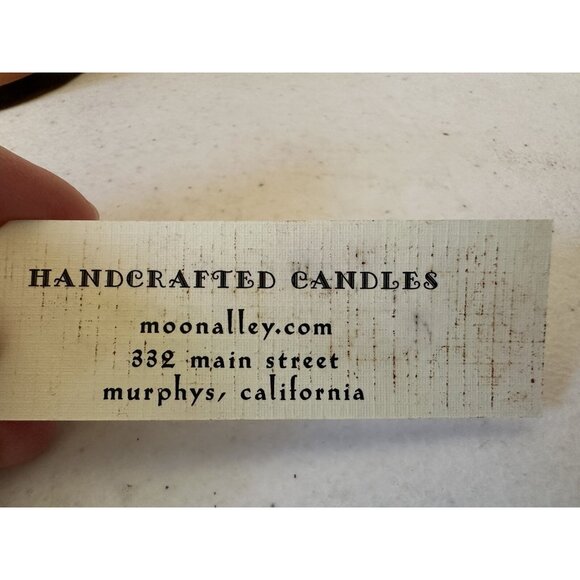 HANDCRAFTED CANDLES
moonalley.com
332 main street
murphys, california